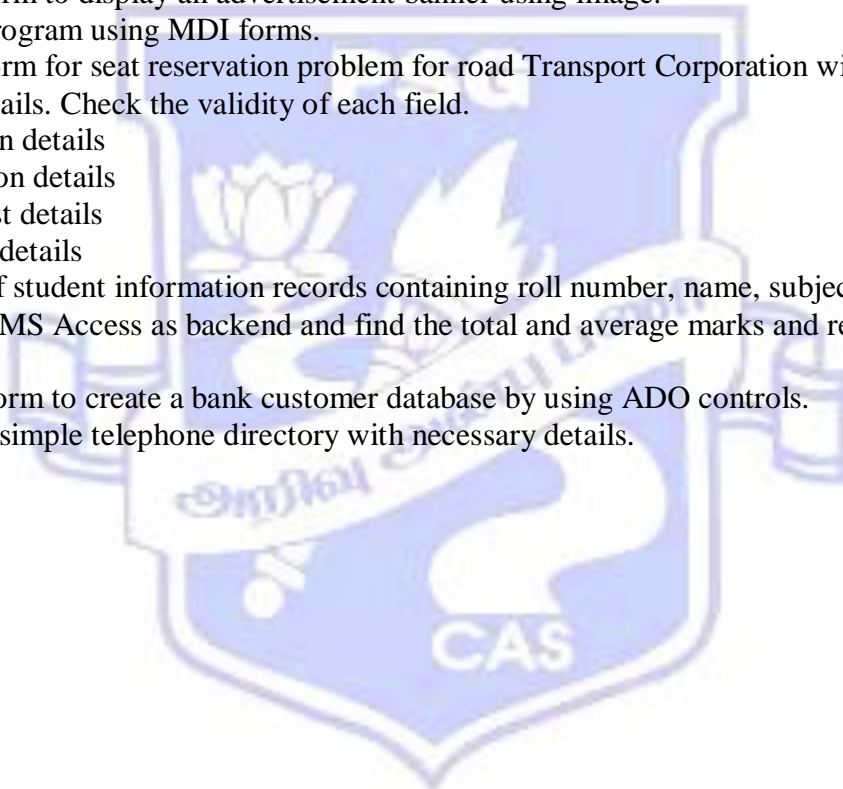 rm to display an advertisement banner using image.
rogram using MDI forms.
orm for seat reservation problem for road Transport Corporation wi
ails. Check the validity of each field.
n details
on details
st details
details
f student information records containing roll number, name, subjec
MS Access as backend and find the total and average marks and re
orm to create a bank customer database by using ADO controls.
simple telephone directory with necessary details.
PSG
CAS